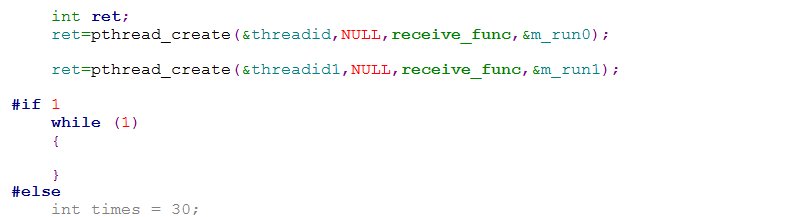 int ret;
ret=pthread_create(&threadid,NULL,receive_func,&m_run0);
ret=pthread_create(&threadid1,NULL,receive_func,&m_run1);
#if 1
while (1)
{
}
#else
int times = 30;